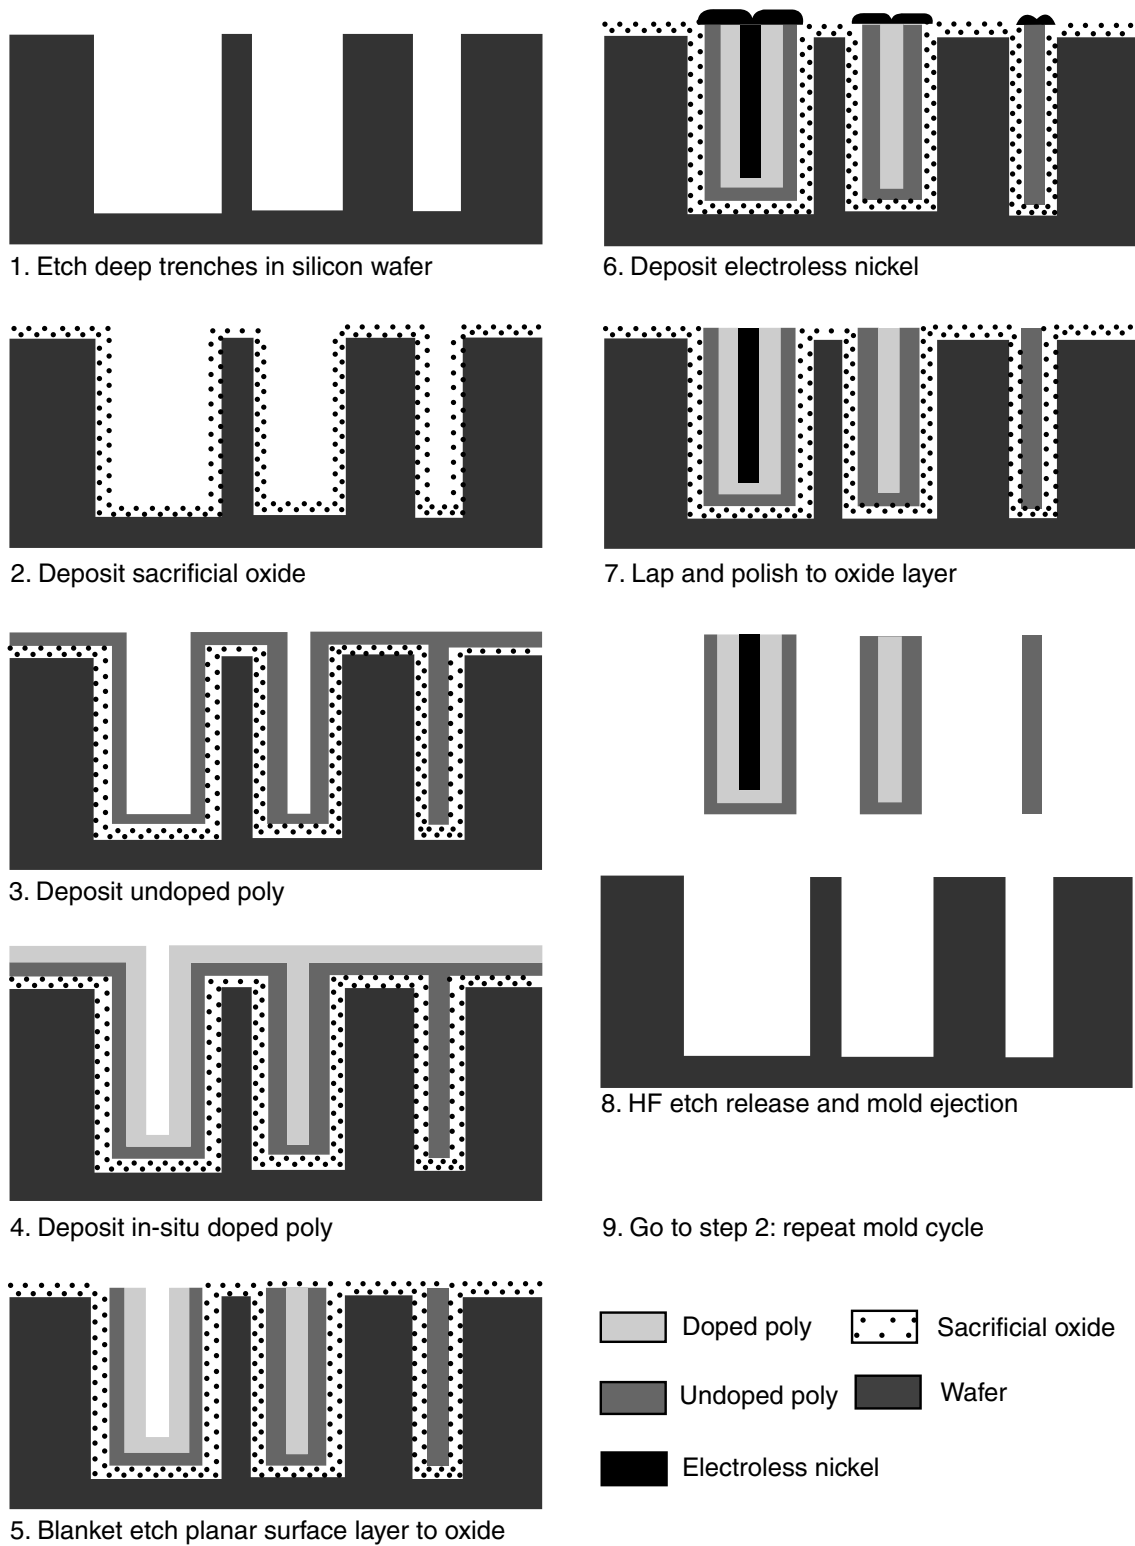 1. Etch deep trenches in silicon wafer
2. Deposit sacrificial oxide
3. Deposit undoped poly
4. Deposit in-situ doped poly
5. Blanket etch planar surface layer to oxide
6. Deposit electroless nickel
7. Lap and polish to oxide layer
8. HF etch release and mold ejection
9. Go to step 2: repeat mold cycle
Doped poly
Sacrificial oxide
Undoped poly
Wafer
Electroless nickel